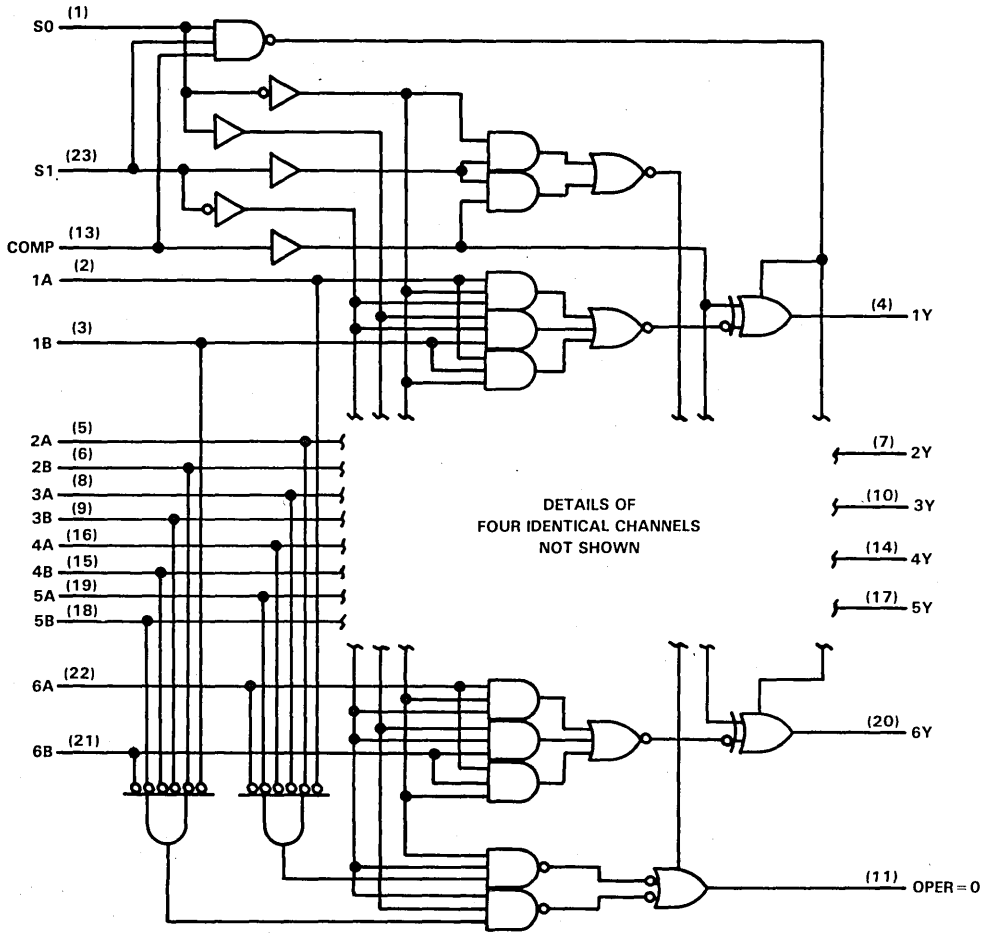 S0 (1)
S1 (23)
COMP (13)
1A (2)
(4) 1Y
1B (3)
2A (5)
(7) 2Y
2B (6)
3A (8)
DETAILS OF
FOUR IDENTICAL CHANNELS
NOT SHOWN
(10) 3Y
3B (9)
4A (16)
(14) 4Y
4B (15)
5A (19)
(17) 5Y
5B (18)
6A (22)
(20) 6Y
6B (21)
(11) OPER = 0